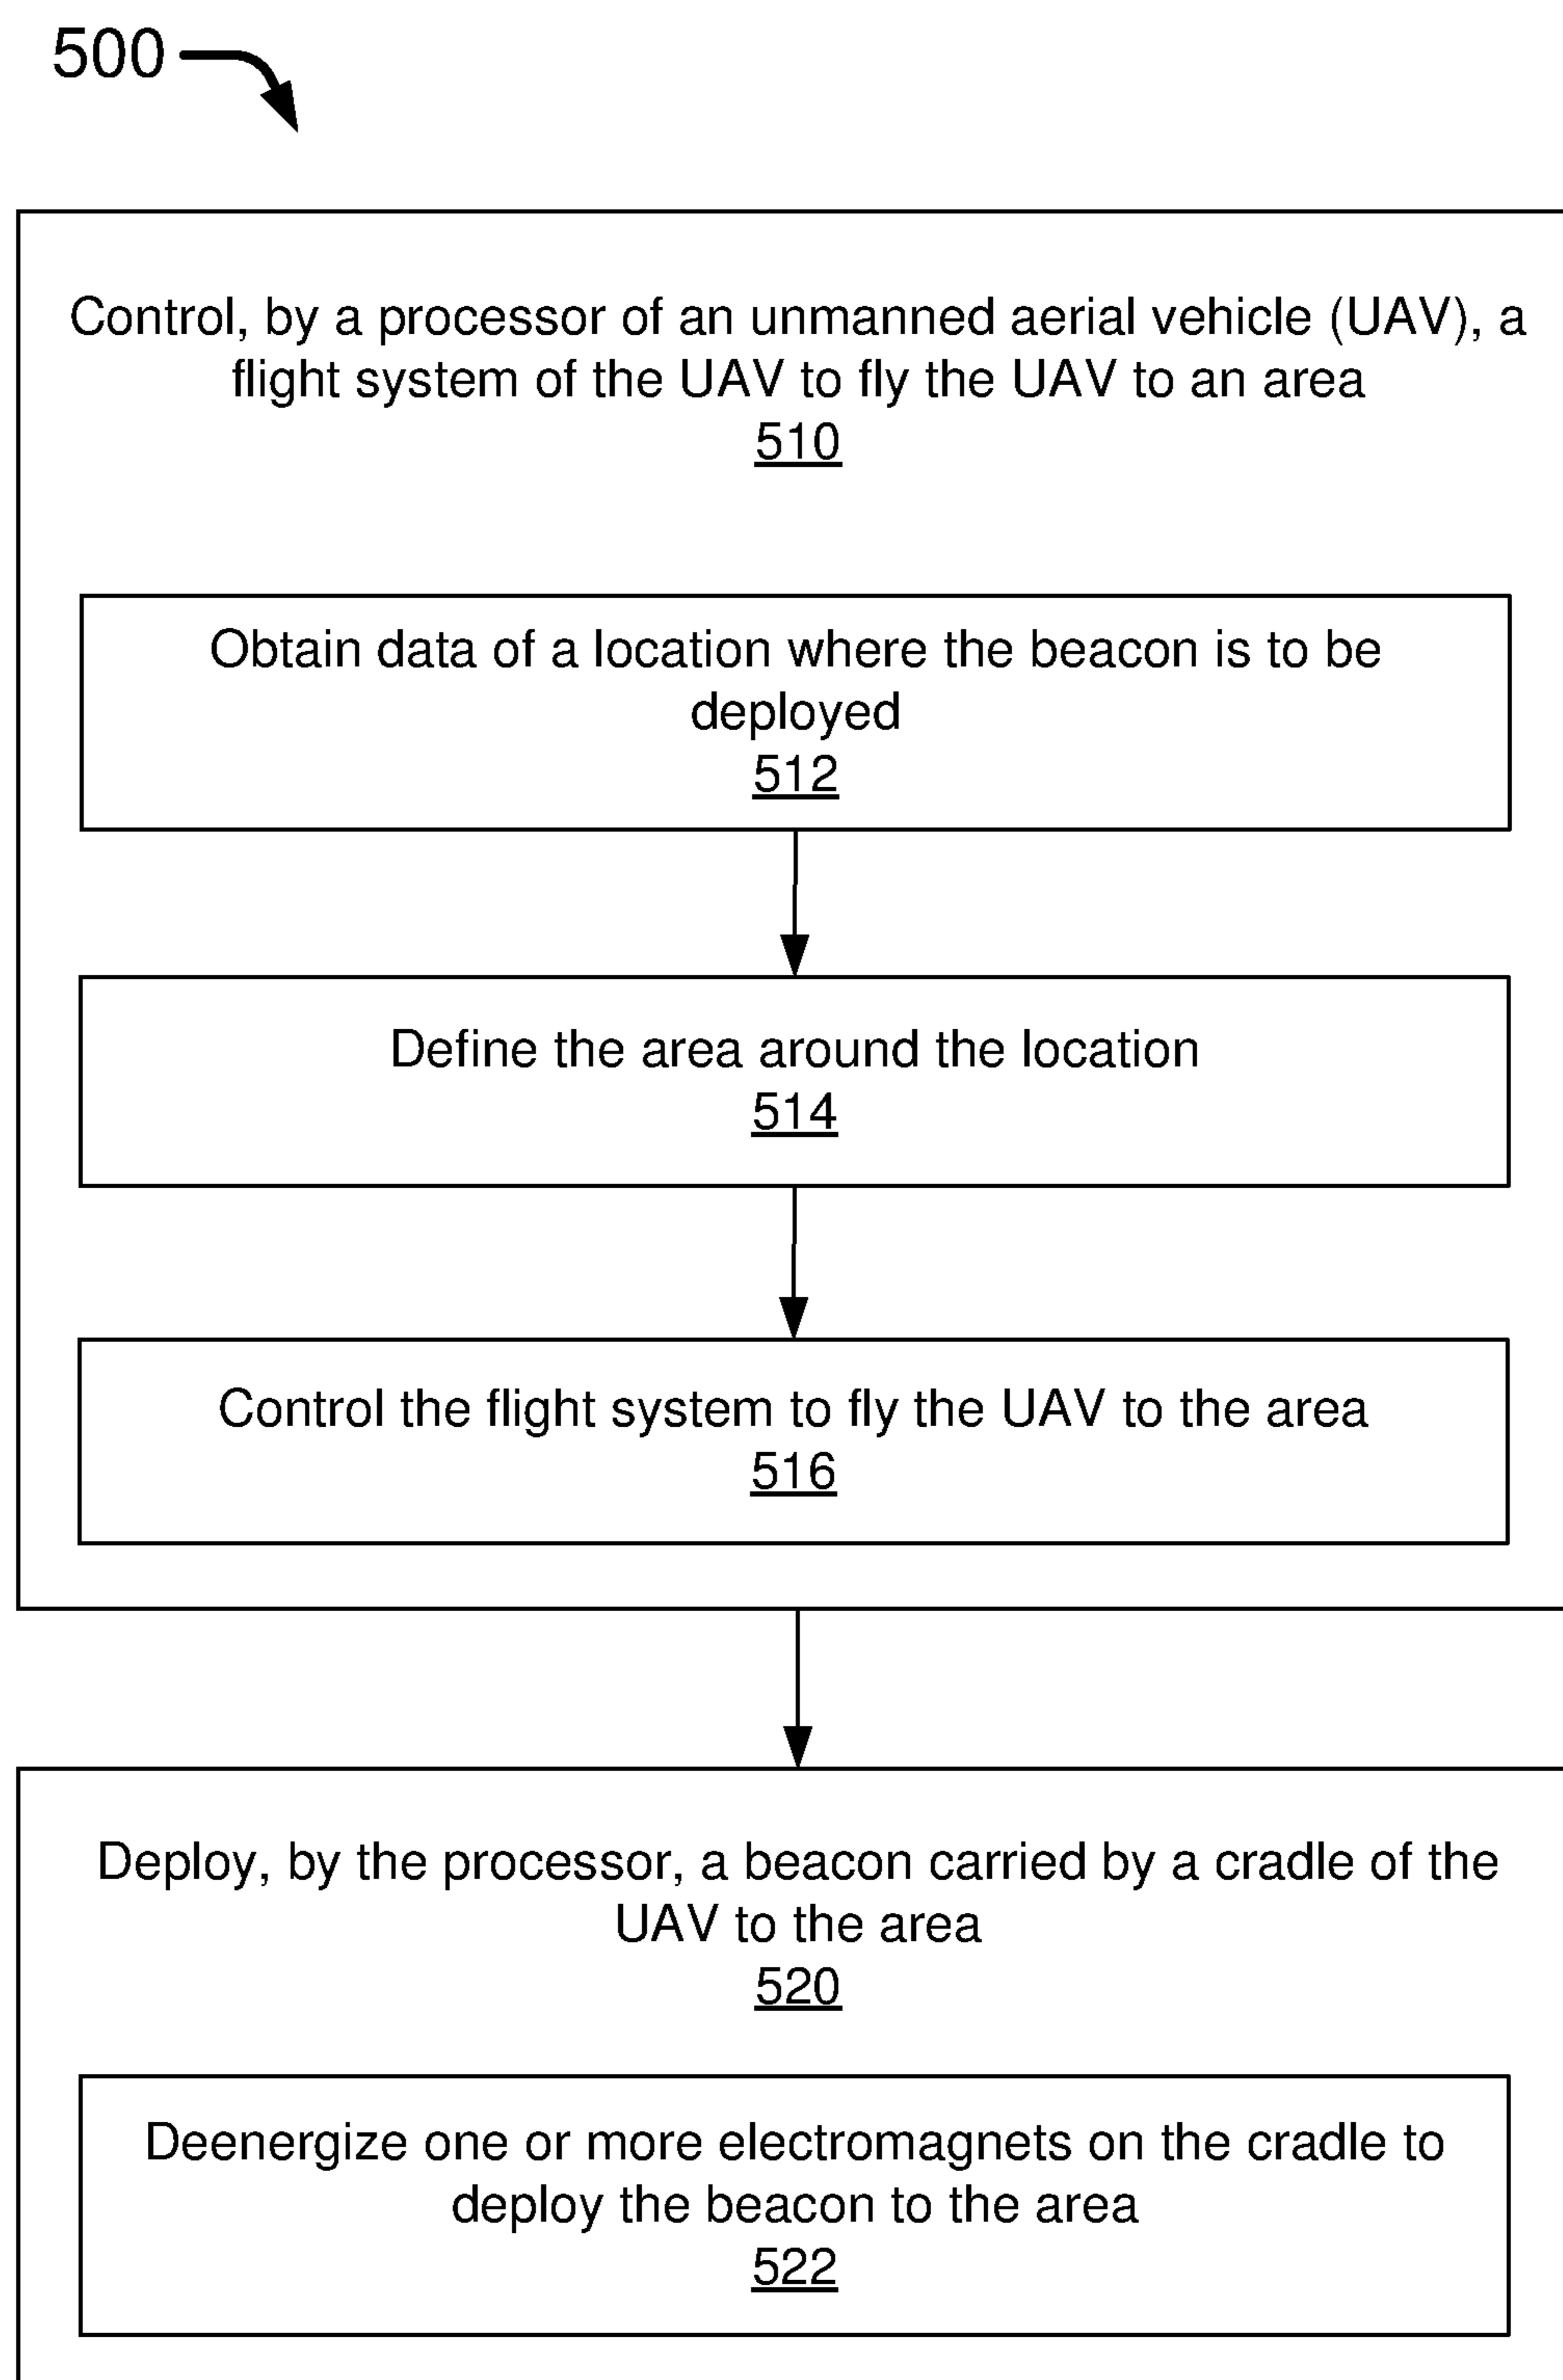 500
Control, by a processor of an unmanned aerial vehicle (UAV), a
flight system of the UAV to fly the UAV to an area
510
Obtain data of a location where the beacon is to be
deployed
512
Define the area around the location
514
Control the flight system to fly the UAV to the area
516
Deploy, by the processor, a beacon carried by a cradle of the
UAV to the area
520
Deenergize one or more electromagnets on the cradle to
deploy the beacon to the area
522